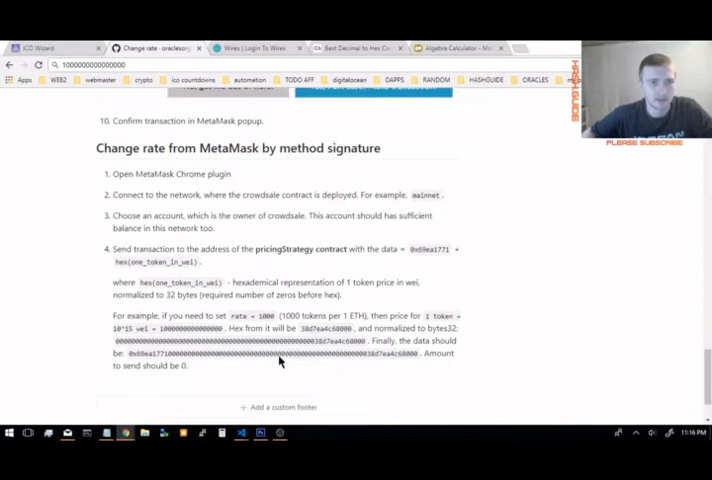 ICO Wizard
Change rate · oraclesorg
Wirex | Login To Wirex
Best Decimal to Hex Con
Algebra Calculator - Ma
1000000000000000
Apps WEB2 webmaster crypto ico countdowns automation TODO AFF digitalocean DAPPS RANDOM HASHGUIDE ORACLES
HASHGUIDE
PLEASE SUBSCRIBE
10. Confirm transaction in MetaMask popup.
Change rate from MetaMask by method signature
1. Open MetaMask Chrome plugin
2. Connect to the network, where the crowdsale contract is deployed. For example, mainnet .
3. Choose an account, which is the owner of crowdsale. This account should has sufficient
balance in this network too.
4. Send transaction to the address of the pricingStrategy contract with the data = 0x69ea1771 +
hex(one_token_in_wei) .
where hex(one_token_in_wei) - hexademical representation of 1 token price in wei,
normalized to 32 bytes (required number of zeros before hex).
For example, if you need to set rate = 1000 (1000 tokens per 1 ETH), then price for 1 token =
10^15 wei = 1000000000000000 . Hex from it will be 38d7ea4c68000 , and normalized to bytes32:
00000000000000000000000000000000000000000000000000038d7ea4c68000 . Finally, the data should
be: 0x69ea177100000000000000000000000000000000000000000000000000038d7ea4c68000 . Amount
to send should be 0.
+ Add a custom footer
11:16 PM